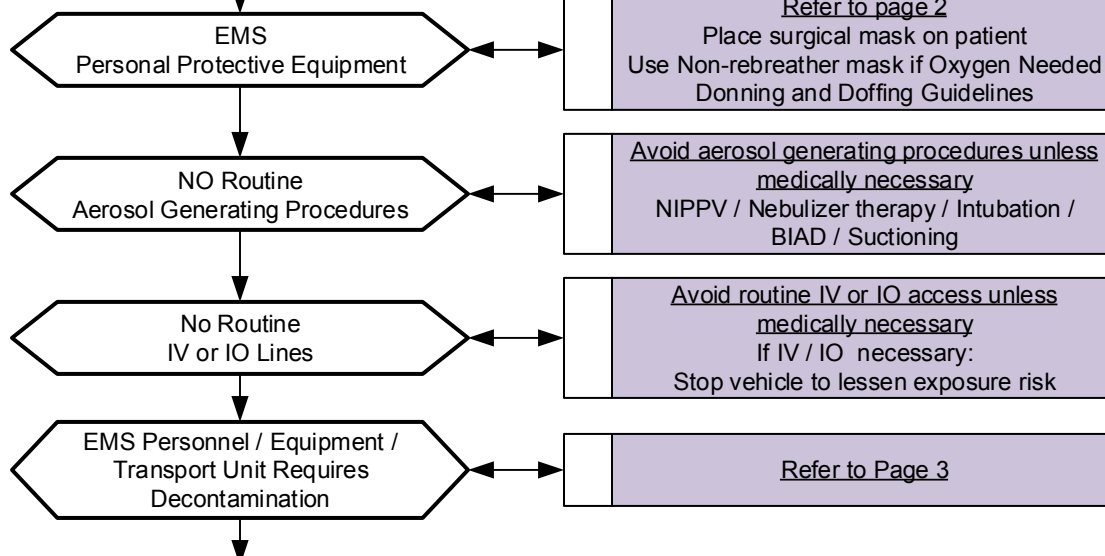 EMS
Personal Protective Equipment
Refer to page 2
Place surgical mask on patient
Use Non-rebreather mask if Oxygen Needed
Donning and Doffing Guidelines
NO Routine
Aerosol Generating Procedures
Avoid aerosol generating procedures unless
medically necessary
NIPPV / Nebulizer therapy / Intubation /
BIAD / Suctioning
No Routine
IV or IO Lines
Avoid routine IV or IO access unless
medically necessary
If IV / IO  necessary:
Stop vehicle to lessen exposure risk
EMS Personnel / Equipment /
Transport Unit Requires
Decontamination
Refer to Page 3